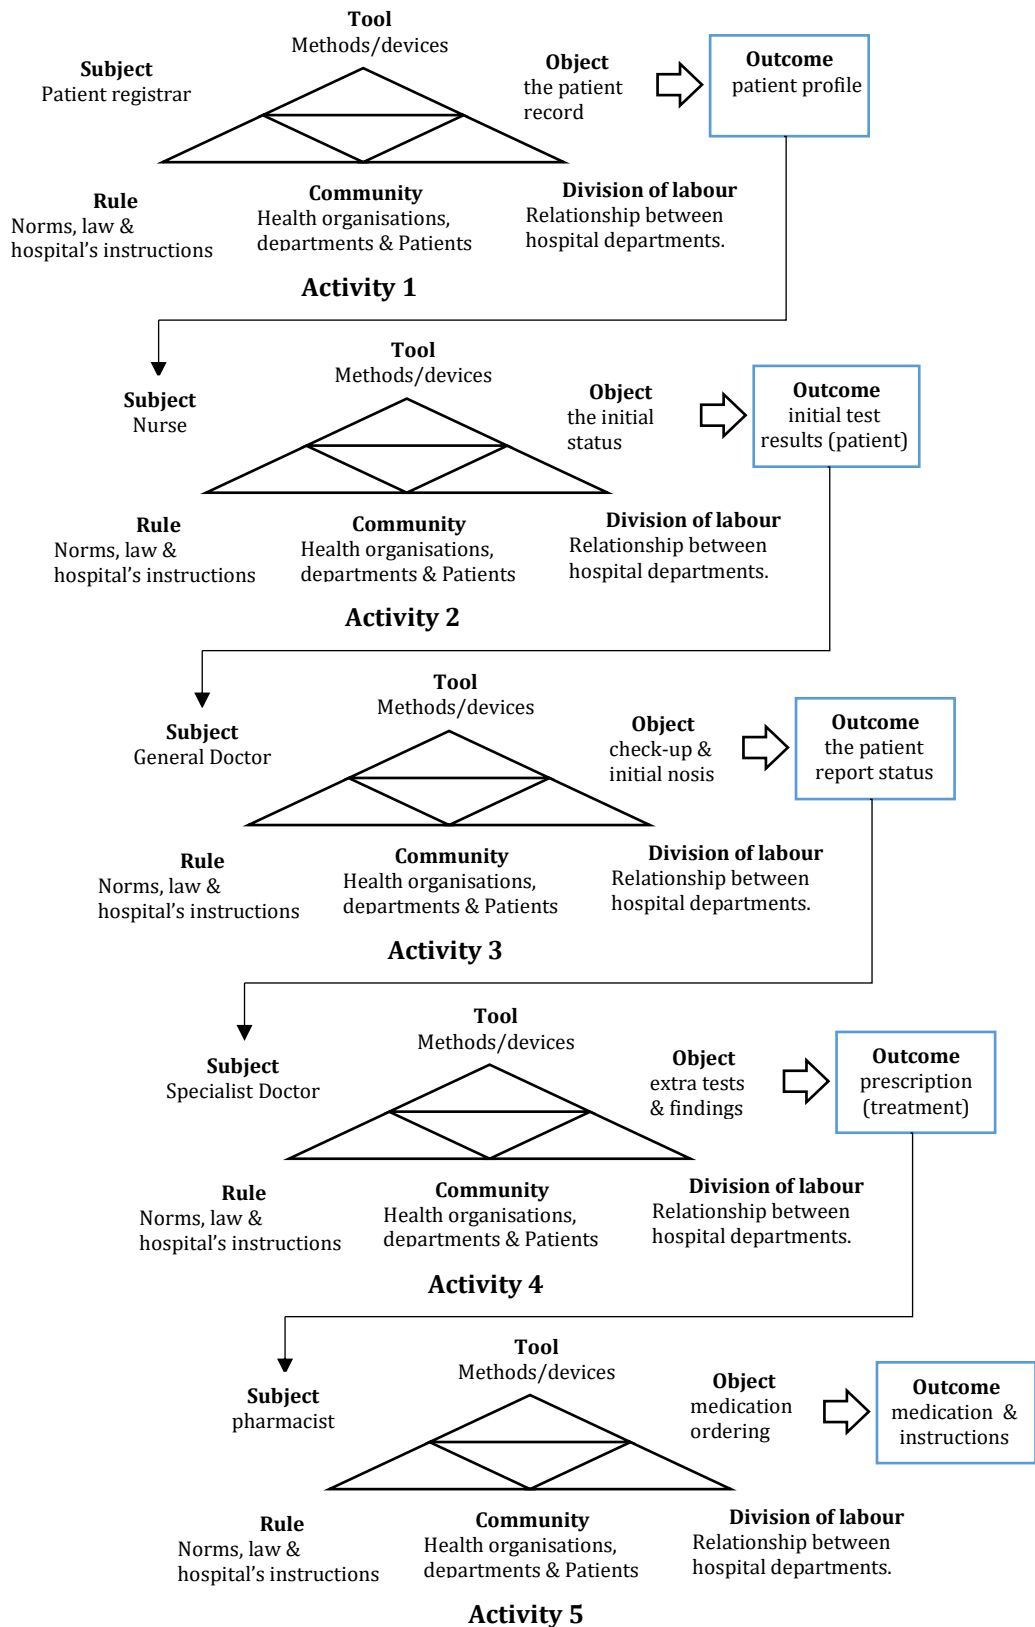 Tool
Methods/devices
Subject
Patient registrar
Object
the patient
record
Outcome
patient profile
Rule
Norms, law &
hospital's instructions
Community
Health organisations,
departments & Patients
Division of labour
Relationship between
hospital departments.
Activity 1
Tool
Methods/devices
Subject
Nurse
Object
the initial
status
Outcome
initial test
results (patient)
Rule
Norms, law &
hospital's instructions
Community
Health organisations,
departments & Patients
Division of labour
Relationship between
hospital departments.
Activity 2
Tool
Methods/devices
Subject
General Doctor
Object
check-up &
initial nosis
Outcome
the patient
report status
Rule
Norms, law &
hospital's instructions
Community
Health organisations,
departments & Patients
Division of labour
Relationship between
hospital departments.
Activity 3
Tool
Methods/devices
Subject
Specialist Doctor
Object
extra tests
& findings
Outcome
prescription
(treatment)
Rule
Norms, law &
hospital's instructions
Community
Health organisations,
departments & Patients
Division of labour
Relationship between
hospital departments.
Activity 4
Tool
Methods/devices
Subject
pharmacist
Object
medication
ordering
Outcome
medication &
instructions
Rule
Norms, law &
hospital's instructions
Community
Health organisations,
departments & Patients
Division of labour
Relationship between
hospital departments.
Activity 5